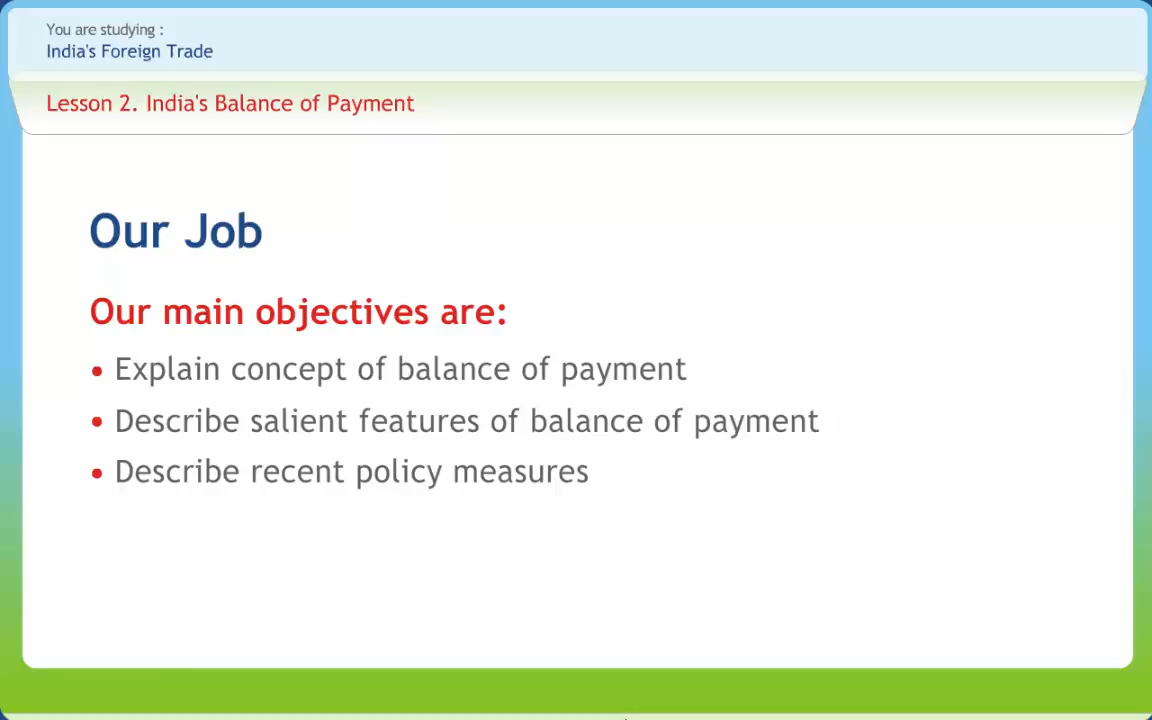 You are studying :
India's Foreign Trade
Lesson 2. India's Balance of Payment
Our Job
Our main objectives are:
• Explain concept of balance of payment
• Describe salient features of balance of payment
• Describe recent policy measures